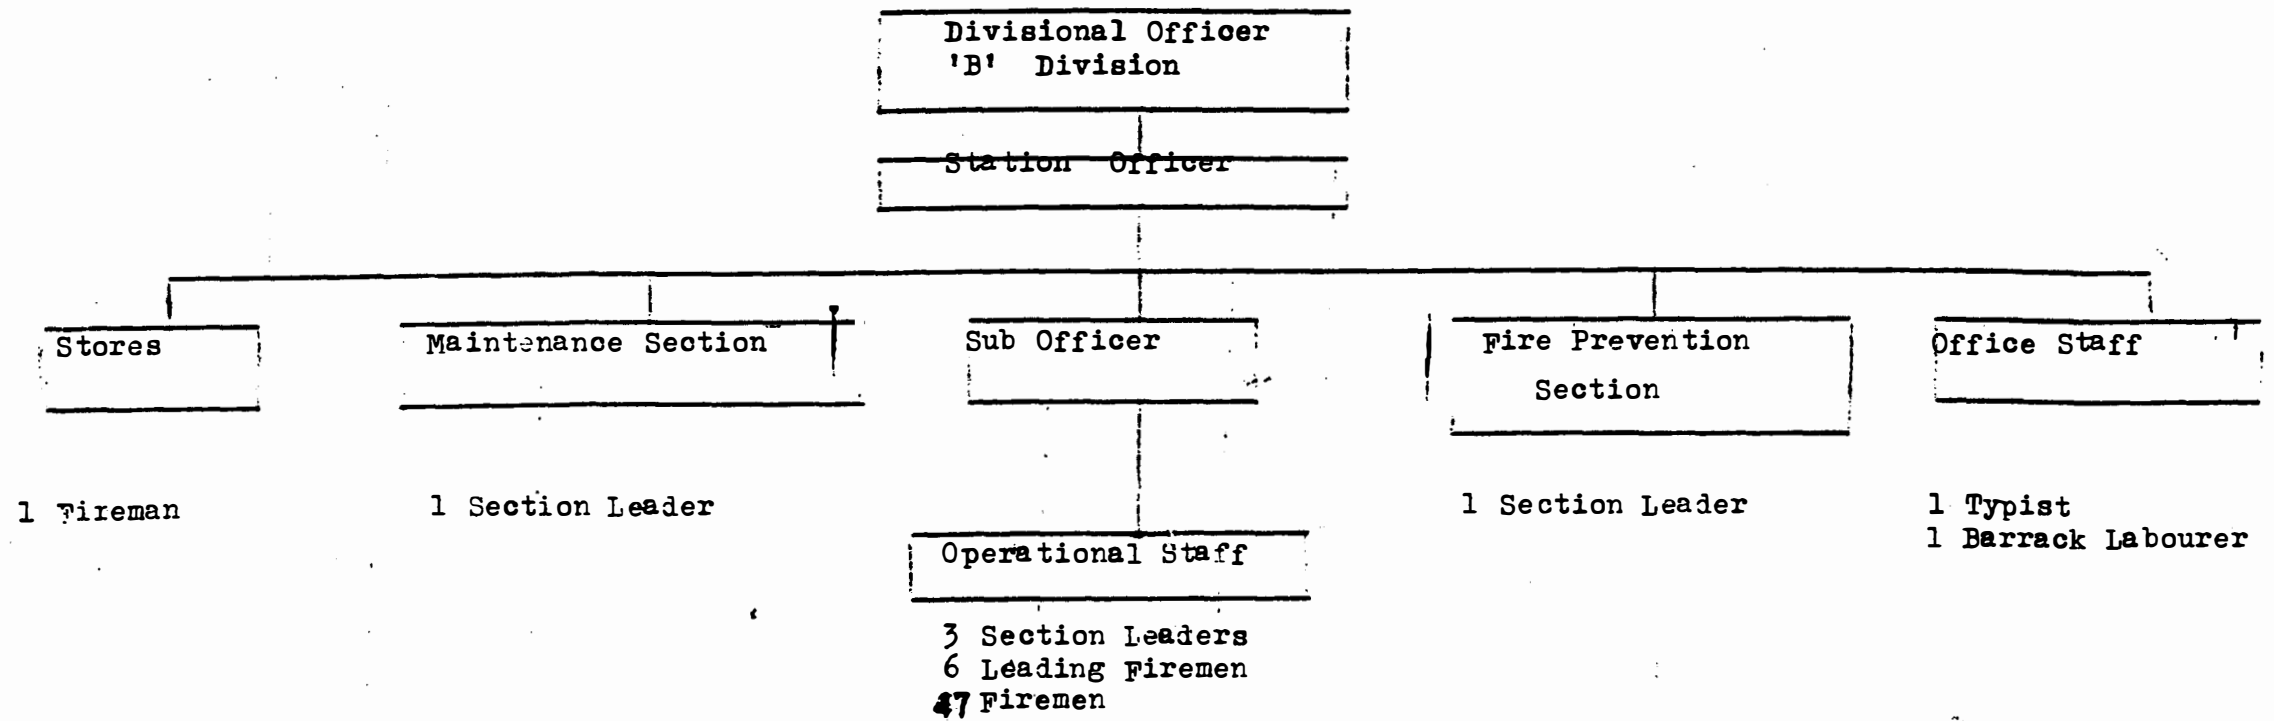 Divisional Officer
'B' Division
Station Officer
Stores
Maintenance Section
Sub Officer
Fire Prevention
Section
Office Staff
1 Fireman
1 Section Leader
1 Section Leader
1 Typist
1 Barrack Labourer
Operational Staff
3 Section Leaders
6 Leading Firemen
47 Firemen